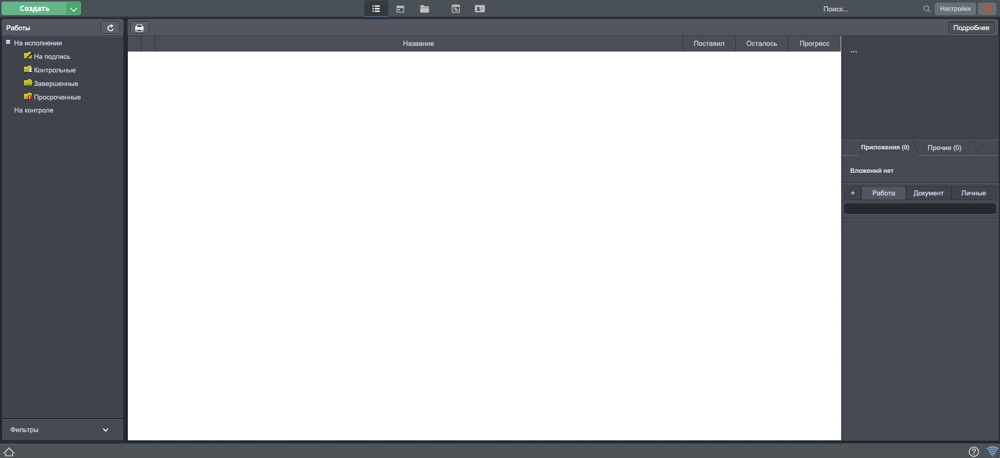 Создать
Поиск...
Настройки
Работы
Подробнее
На исполнении
На подпись
Контрольные
Завершенные
Просроченные
На контроле
Название
Поставил
Осталось
Прогресс
...
Приложения (0)
Прочие (0)
Вложений нет
+
Работа
Документ
Личные
Фильтры